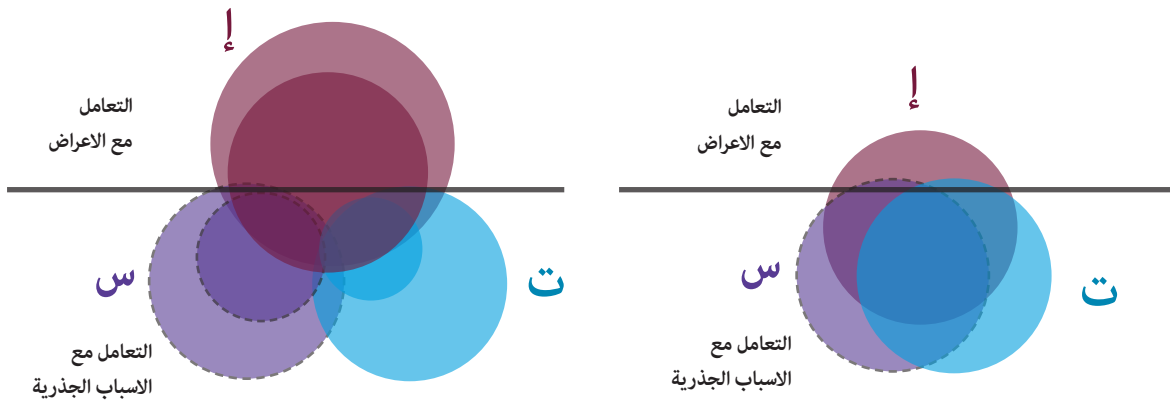 إ
التعامل
مع الاعراض
س
ت
التعامل مع
الاسباب الجذرية
إ
التعامل
مع الاعراض
س
ت
التعامل مع
الاسباب الجذرية